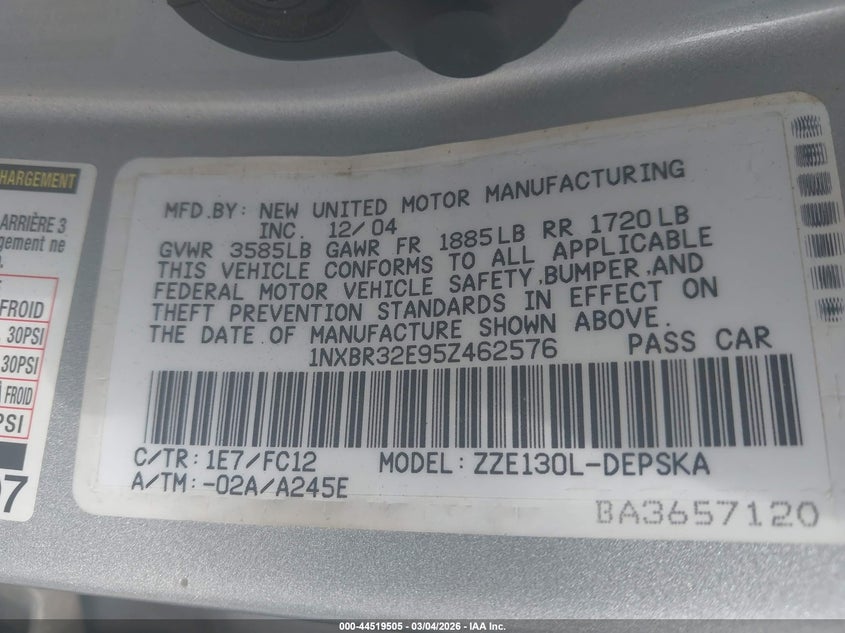 HARGEMENT
ARRIÈRE 3
gement ne
FROID
30PSI
30PSI
FROID
PSI
07
MFD.BY: NEW UNITED MOTOR MANUFACTURING
INC. 12/04
GVWR 3585LB GAWR FR 1885LB RR 1720LB
THIS VEHICLE CONFORMS TO ALL APPLICABLE
FEDERAL MOTOR VEHICLE SAFETY,BUMPER,AND
THEFT PREVENTION STANDARDS IN EFFECT ON
THE DATE OF MANUFACTURE SHOWN ABOVE.
1NXBR32E95Z462576 PASS CAR
C/TR: 1E7/FC12 MODEL: ZZE130L-DEPSKA
A/TM: -02A/A245E
BA3657120
000-44519505 - 03/04/2026 - IAA Inc.